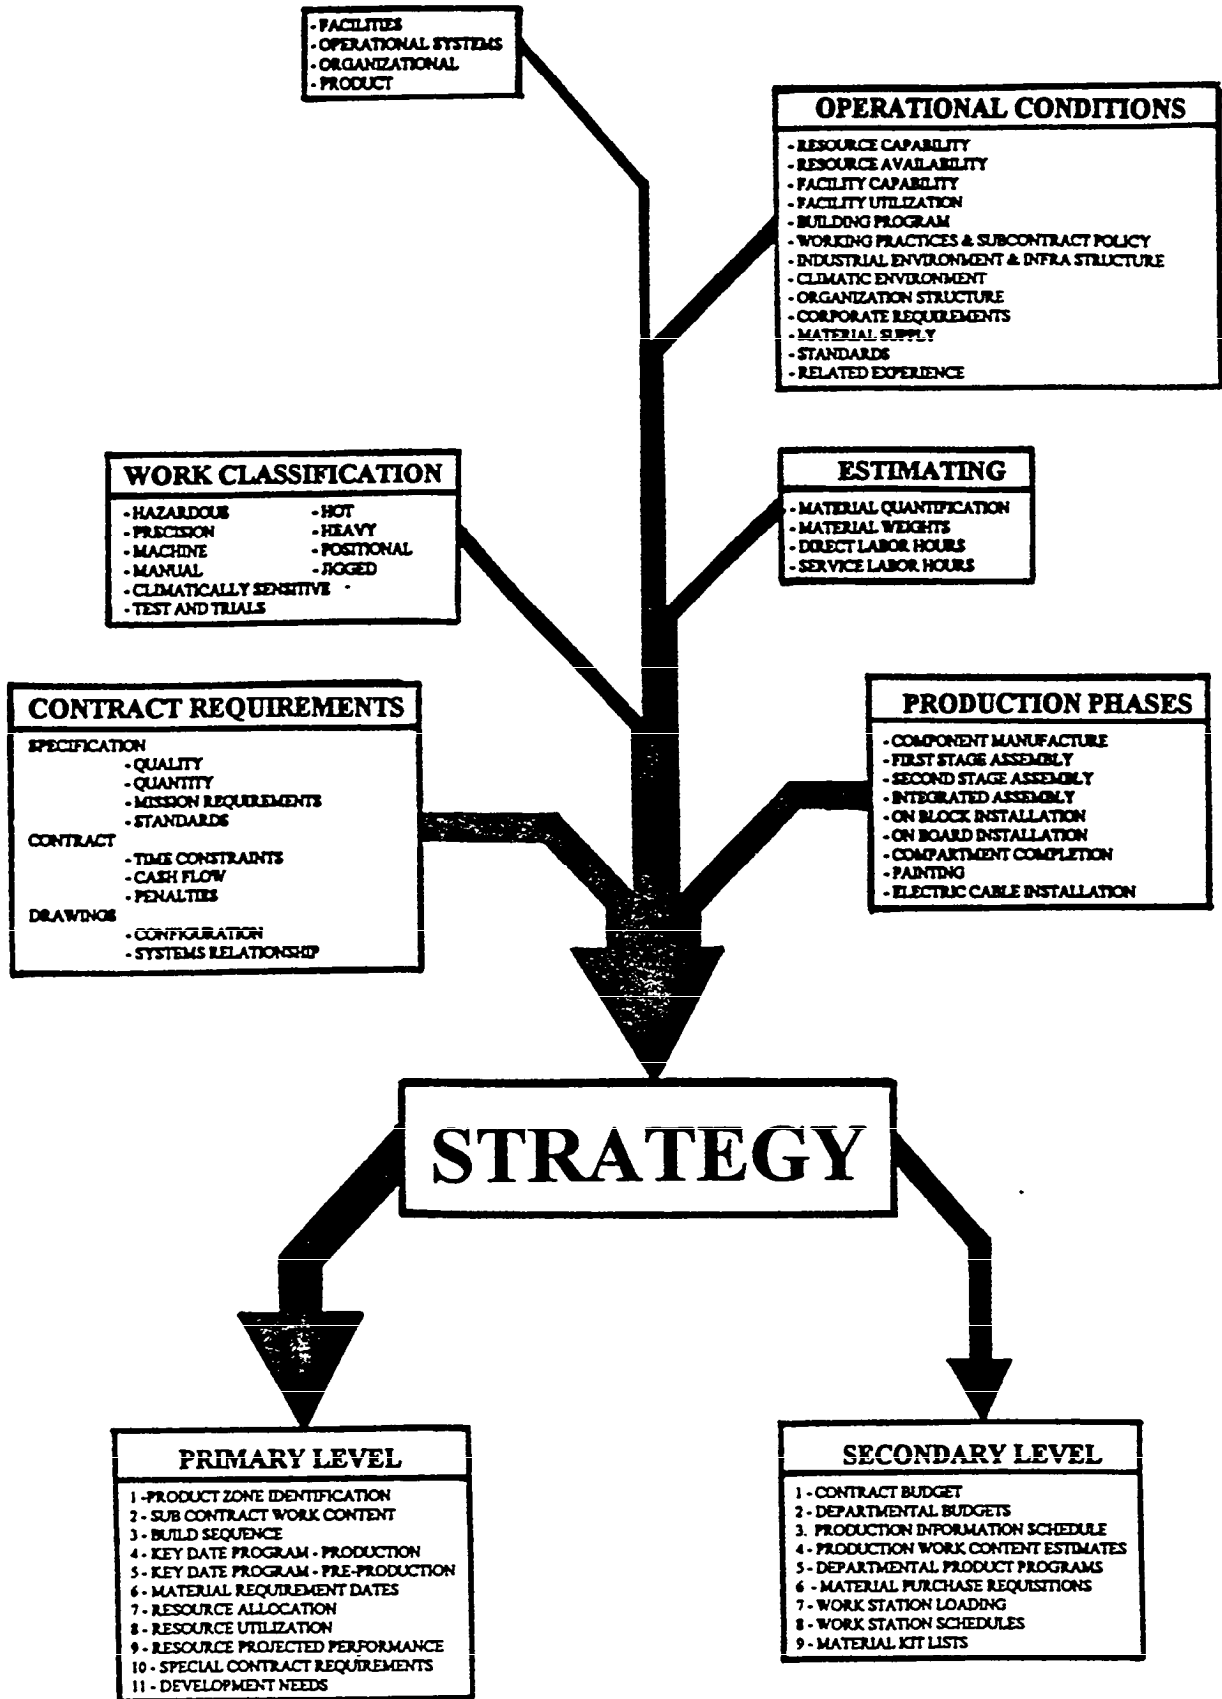 - FACILITIES
- OPERATIONAL SYSTEMS
- ORGANIZATIONAL
- PRODUCT
OPERATIONAL CONDITIONS
- RESOURCE CAPABILITY
- RESOURCE AVAILABILITY
- FACILITY CAPABILITY
- FACILITY UTILIZATION
- BUILDING PROGRAM
- WORKING PRACTICES & SUBCONTRACT POLICY
- INDUSTRIAL ENVIRONMENT & INFRA STRUCTURE
- CLIMATIC ENVIRONMENT
- ORGANIZATION STRUCTURE
- CORPORATE REQUIREMENTS
- MATERIAL SUPPLY
- STANDARDS
- RELATED EXPERIENCE
WORK CLASSIFICATION
- HAZARDOUS - HOT
- PRECISION - HEAVY
- MACHINE - POSITIONAL
- MANUAL - JIGGED
- CLIMATICALLY SENSITIVE
- TEST AND TRIALS
ESTIMATING
- MATERIAL QUANTIFICATION
- MATERIAL WEIGHTS
- DIRECT LABOR HOURS
- SERVICE LABOR HOURS
CONTRACT REQUIREMENTS
SPECIFICATION
- QUALITY
- QUANTITY
- MISSION REQUIREMENTS
- STANDARDS
CONTRACT
- TIME CONSTRAINTS
- CASH FLOW
- PENALTIES
DRAWINGS
- CONFIGURATION
- SYSTEMS RELATIONSHIP
PRODUCTION PHASES
- COMPONENT MANUFACTURE
- FIRST STAGE ASSEMBLY
- SECOND STAGE ASSEMBLY
- INTEGRATED ASSEMBLY
- ON BLOCK INSTALLATION
- ON BOARD INSTALLATION
- COMPARTMENT COMPLETION
- PAINTING
- ELECTRIC CABLE INSTALLATION
STRATEGY
PRIMARY LEVEL
1 - PRODUCT ZONE IDENTIFICATION
2 - SUB CONTRACT WORK CONTENT
3 - BUILD SEQUENCE
4 - KEY DATE PROGRAM - PRODUCTION
5 - KEY DATE PROGRAM - PRE-PRODUCTION
6 - MATERIAL REQUIREMENT DATES
7 - RESOURCE ALLOCATION
8 - RESOURCE UTILIZATION
9 - RESOURCE PROJECTED PERFORMANCE
10 - SPECIAL CONTRACT REQUIREMENTS
11 - DEVELOPMENT NEEDS
SECONDARY LEVEL
1 - CONTRACT BUDGET
2 - DEPARTMENTAL BUDGETS
3. PRODUCTION INFORMATION SCHEDULE
4 - PRODUCTION WORK CONTENT ESTIMATES
5 - DEPARTMENTAL PRODUCT PROGRAMS
6 - MATERIAL PURCHASE REQUISITIONS
7 - WORK STATION LOADING
8 - WORK STATION SCHEDULES
9 - MATERIAL KIT LISTS